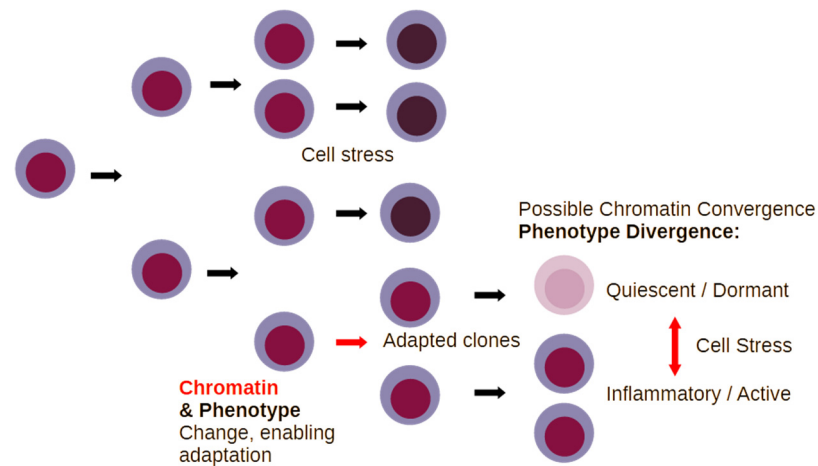 Cell stress
Possible Chromatin Convergence
Phenotype Divergence:
Quiescent / Dormant
Adapted clones
Cell Stress
Chromatin
& Phenotype
Change, enabling
adaptation
Inflammatory / Active